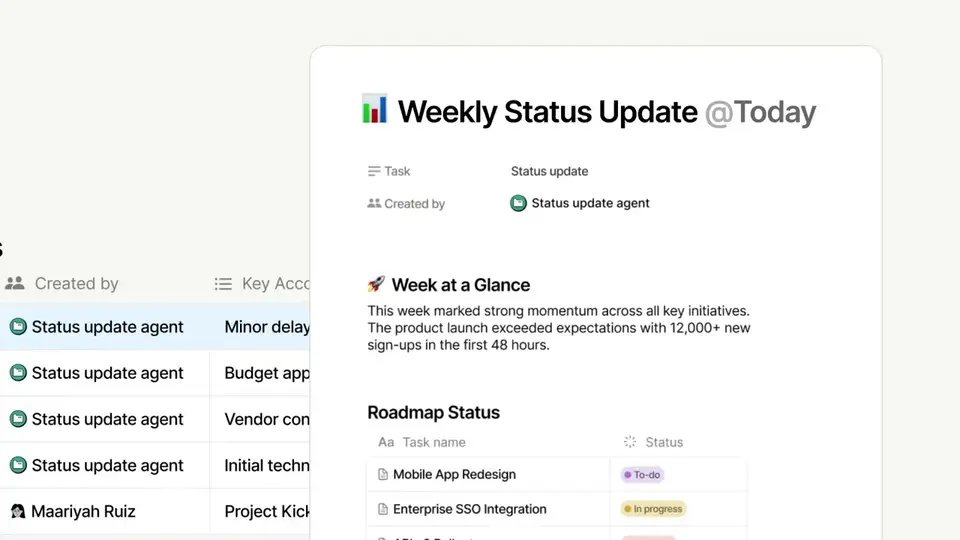 Weekly Status Update @Today
Task
Status update
Created by
Status update agent
Week at a Glance
This week marked strong momentum across all key initiatives.
The product launch exceeded expectations with 12,000+ new
sign-ups in the first 48 hours.
Roadmap Status
Aa Task name
Status
Mobile App Redesign
To-do
Enterprise SSO Integration
In progress
s
Created by
Key Acco
Status update agent
Minor delay
Status update agent
Budget app
Status update agent
Vendor con
Status update agent
Initial techn
Maariyah Ruiz
Project Kick